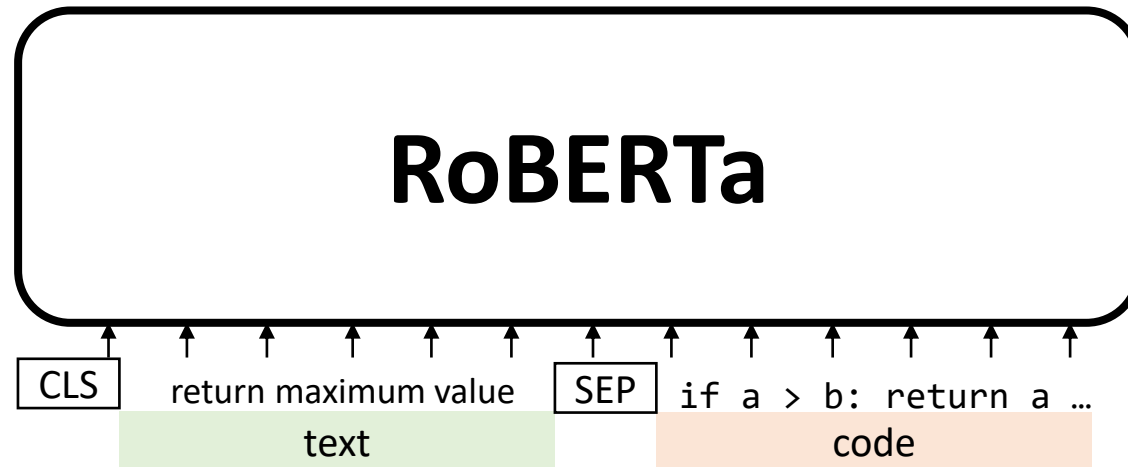 RoBERTa
CLS return maximum value SEP if a > b: return a …
text code